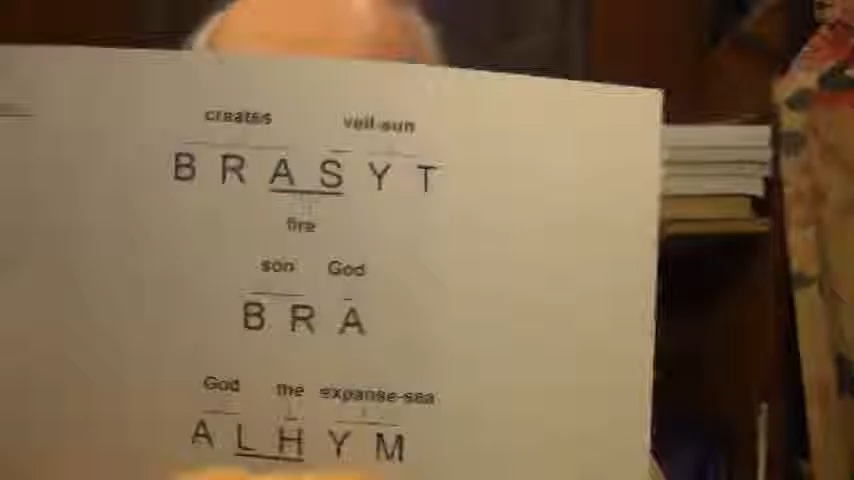 creates veil-sun
B R A S Y T
fire
son God
B R A
God the expanse-sea
A L H Y M